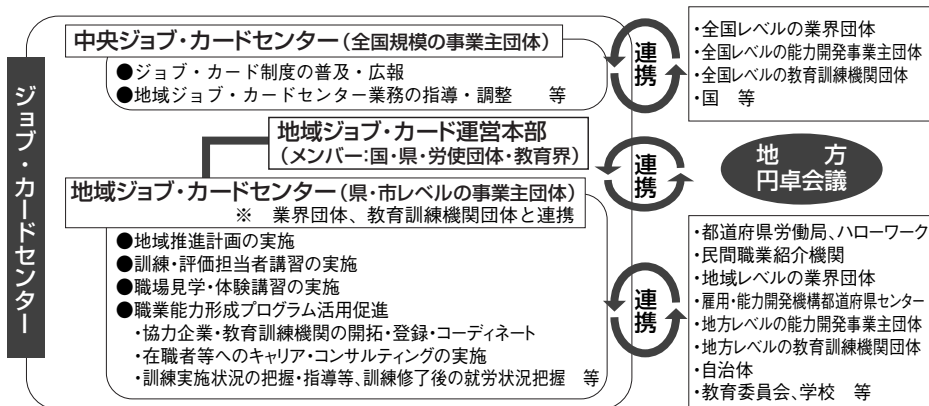 ジョブ・カードセンター
中央ジョブ・カードセンター(全国規模の事業主団体)
●ジョブ・カード制度の普及・広報
●地域ジョブ・カードセンター業務の指導・調整　等
連携
・全国レベルの業界団体
・全国レベルの能力開発事業主団体
・全国レベルの教育訓練機関団体
・国　等
地域ジョブ・カード運営本部
(メンバー:国・県・労使団体・教育界)
連携
地　方
円卓会議
地域ジョブ・カードセンター(県・市レベルの事業主団体)
※　業界団体、教育訓練機関団体と連携
●地域推進計画の実施
●訓練・評価担当者講習の実施
●職場見学・体験講習の実施
●職業能力形成プログラム活用促進
・協力企業・教育訓練機関の開拓・登録・コーディネート
・在職者等へのキャリア・コンサルティングの実施
・訓練実施状況の把握・指導等、訓練修了後の就労状況把握　等
連携
・都道府県労働局、ハローワーク
・民間職業紹介機関
・地域レベルの業界団体
・雇用・能力開発機構都道府県センター
・地方レベルの能力開発事業主団体
・地方レベルの教育訓練機関団体
・自治体
・教育委員会、学校　等